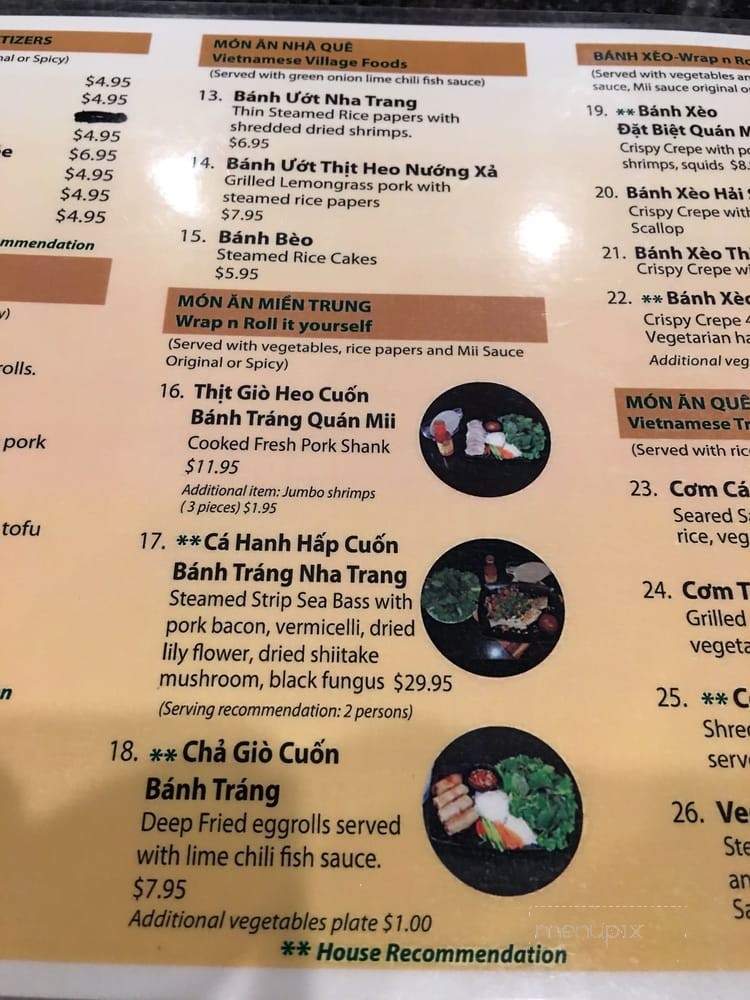 TIZERS
nal or Spicy)
$4.95
$4.95
$4.95
$6.95
$4.95
$4.95
$4.95
mmendation
y)
rolls.
pork
tofu
n
MÓN ĂN NHÀ QUÊ
Vietnamese Village Foods
(Served with green onion lime chili fish sauce)
13. Bánh Ướt Nha Trang
Thin Steamed Rice papers with
shredded dried shrimps.
$6.95
14. Bánh Ướt Thịt Heo Nướng Xả
Grilled Lemongrass pork with
steamed rice papers
$7.95
15. Bánh Bèo
Steamed Rice Cakes
$5.95
MÓN ĂN MIỀN TRUNG
Wrap n Roll it yourself
(Served with vegetables, rice papers and Mii Sauce
Original or Spicy)
16. Thịt Giò Heo Cuốn
Bánh Tráng Quán Mii
Cooked Fresh Pork Shank
$11.95
Additional item: Jumbo shrimps
( 3 pieces) $1.95
17. **Cá Hanh Hấp Cuốn
Bánh Tráng Nha Trang
Steamed Strip Sea Bass with
pork bacon, vermicelli, dried
lily flower, dried shiitake
mushroom, black fungus $29.95
(Serving recommendation: 2 persons)
18. ** Chả Giò Cuốn
Bánh Tráng
Deep Fried eggrolls served
with lime chili fish sauce.
$7.95
Additional vegetables plate $1.00
** House Recommendation
BÁNH XÈO-Wrap n Ro
(Served with vegetables an
sauce, Mii sauce original o
19. ** Bánh Xèo
Đặt Biệt Quán M
Crispy Crepe with po
shrimps, squids $8.
20. Bánh Xèo Hải
Crispy Crepe with
Scallop
21. Bánh Xèo Th
Crispy Crepe w
22. ** Bánh Xèo
Crispy Crepe
Vegetarian ha
Additional veg
MÓN ĂN QUÊ
Vietnamese Tr
(Served with ric
23. Cơm Cá
Seared Sa
rice, veg
24. Cơm T
Grilled
vegeta
25. ** C
Shre
serv
26. Ve
Ste
an
Sa
menupix